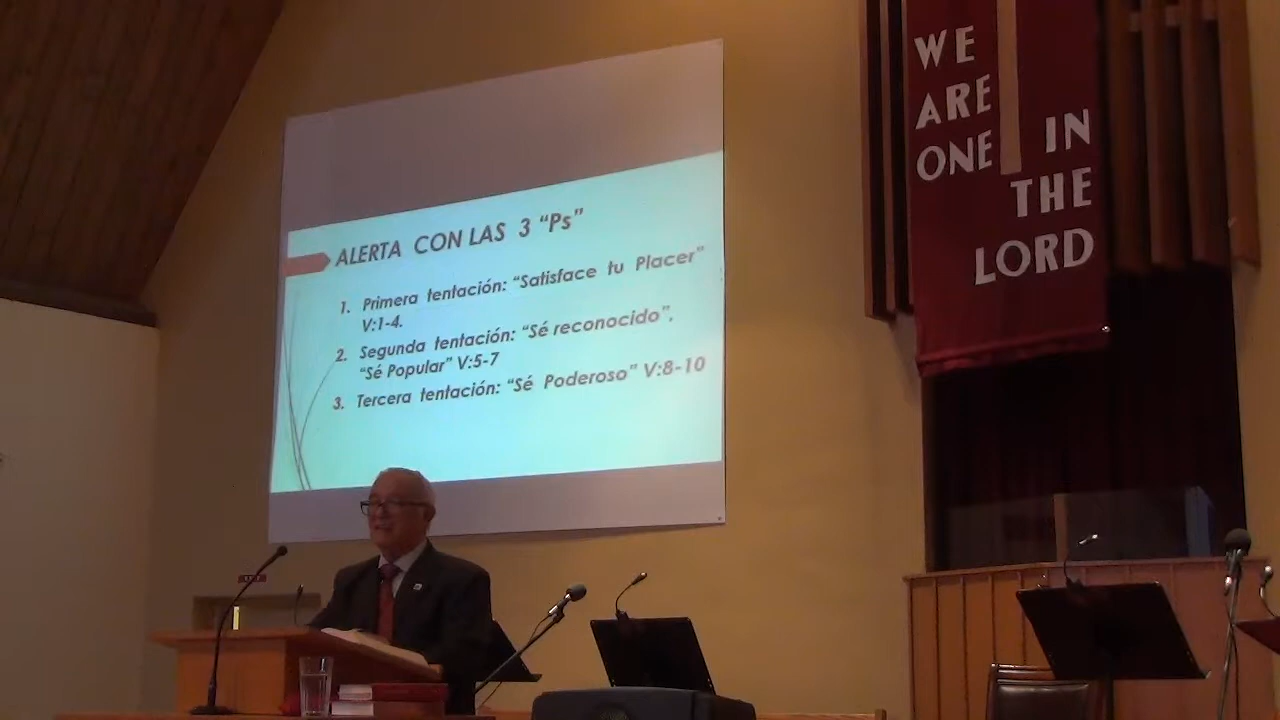 ALERTA CON LAS 3 “Ps”
1. Primera tentación: “Satisface tu Placer”
V:1-4.
2. Segunda tentación: “Sé reconocido”,
“Sé Popular” V:5-7
3. Tercera tentación: “Sé Poderoso” V:8-10
WE
ARE
ONE IN
THE
LORD